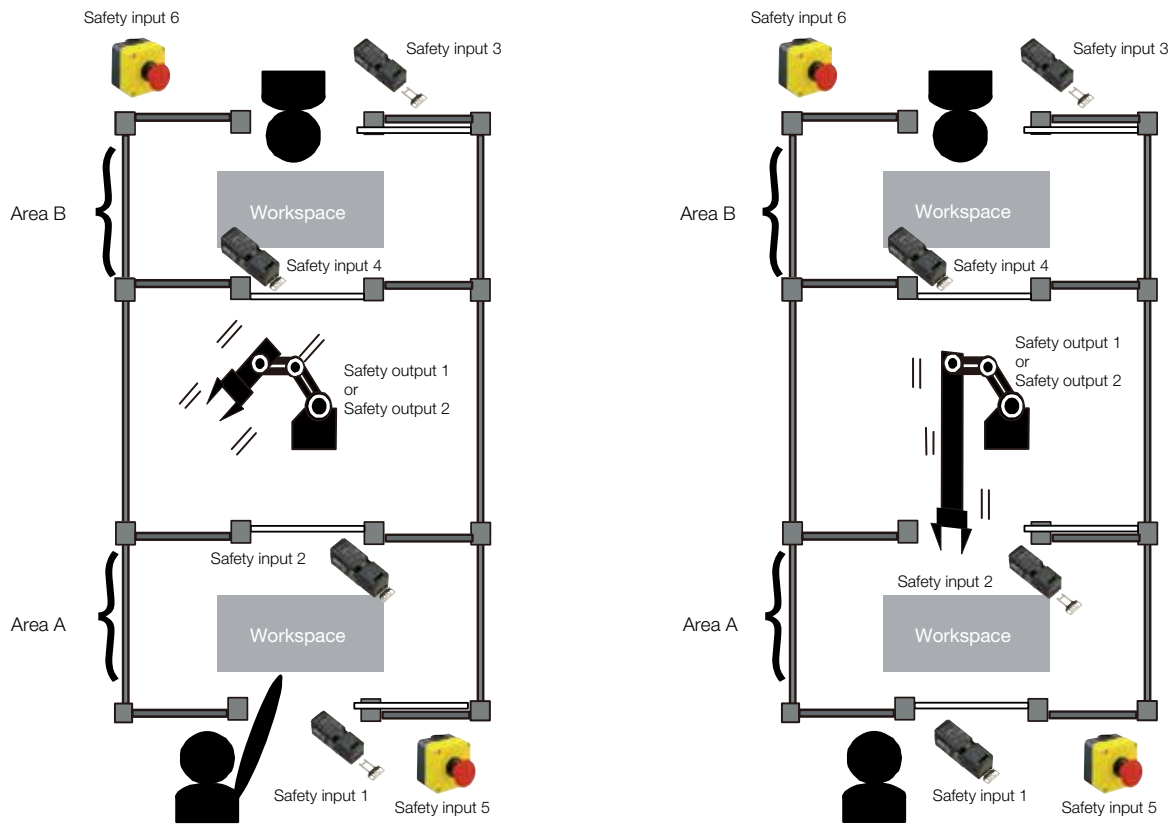 Safety input 6
Safety input 3
Area B
Workspace
Safety input 4
Safety output 1
or
Safety output 2
Safety input 2
Area A
Workspace
Safety input 1
Safety input 5
Safety input 6
Safety input 3
Area B
Workspace
Safety input 4
Safety output 1
or
Safety output 2
Safety input 2
Area A
Workspace
Safety input 1
Safety input 5